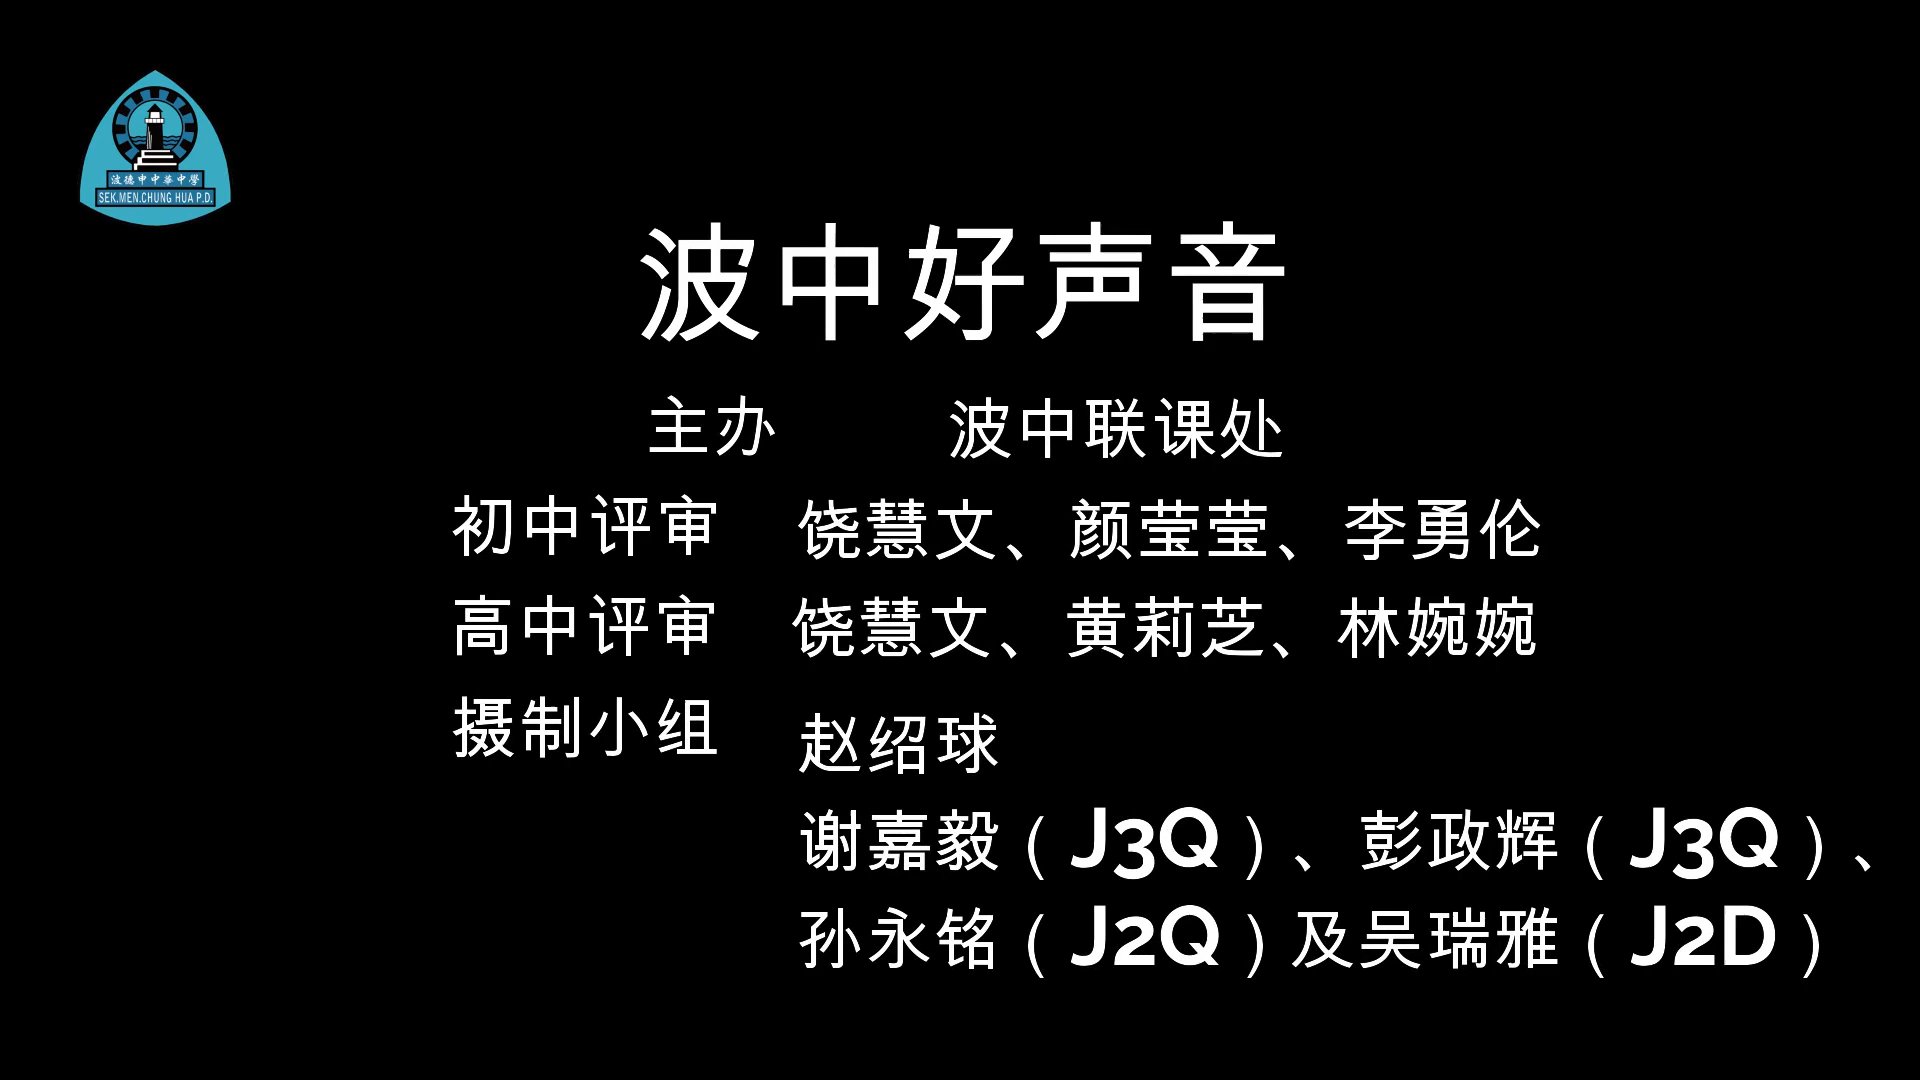 波德申中華中學
SEK.MEN.CHUNG HUA P.D.
波中好声音
主办 波中联课处
初中评审 饶慧文、颜莹莹、李勇伦
高中评审 饶慧文、黄莉芝、林婉婉
摄制小组 赵绍球
谢嘉毅（J3Q）、彭政辉（J3Q）、
孙永铭（J2Q）及吴瑞雅（J2D）